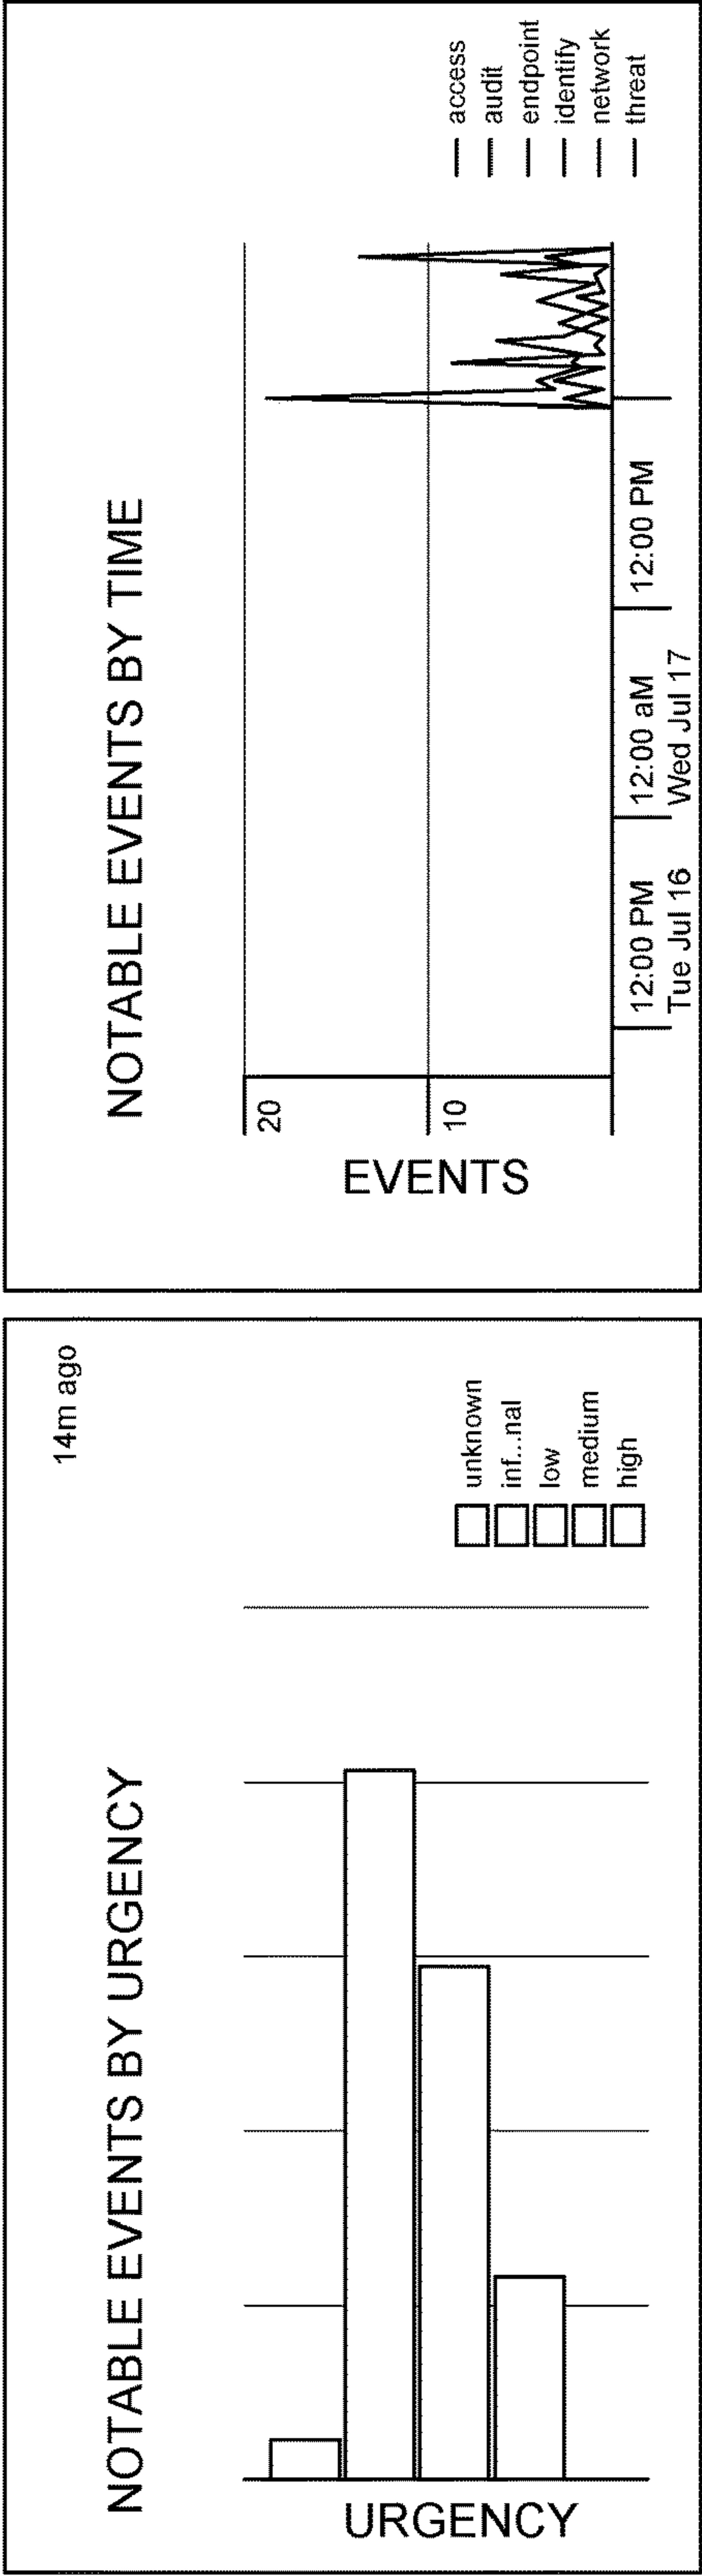 NOTABLE EVENTS BY URGENCY
14m ago
URGENCY
unknown
inf...nal
low
medium
high
NOTABLE EVENTS BY TIME
EVENTS
20
10
12:00 PM
Tue Jul 16
12:00 aM
Wed Jul 17
12:00 PM
access
audit
endpoint
identify
network
threat